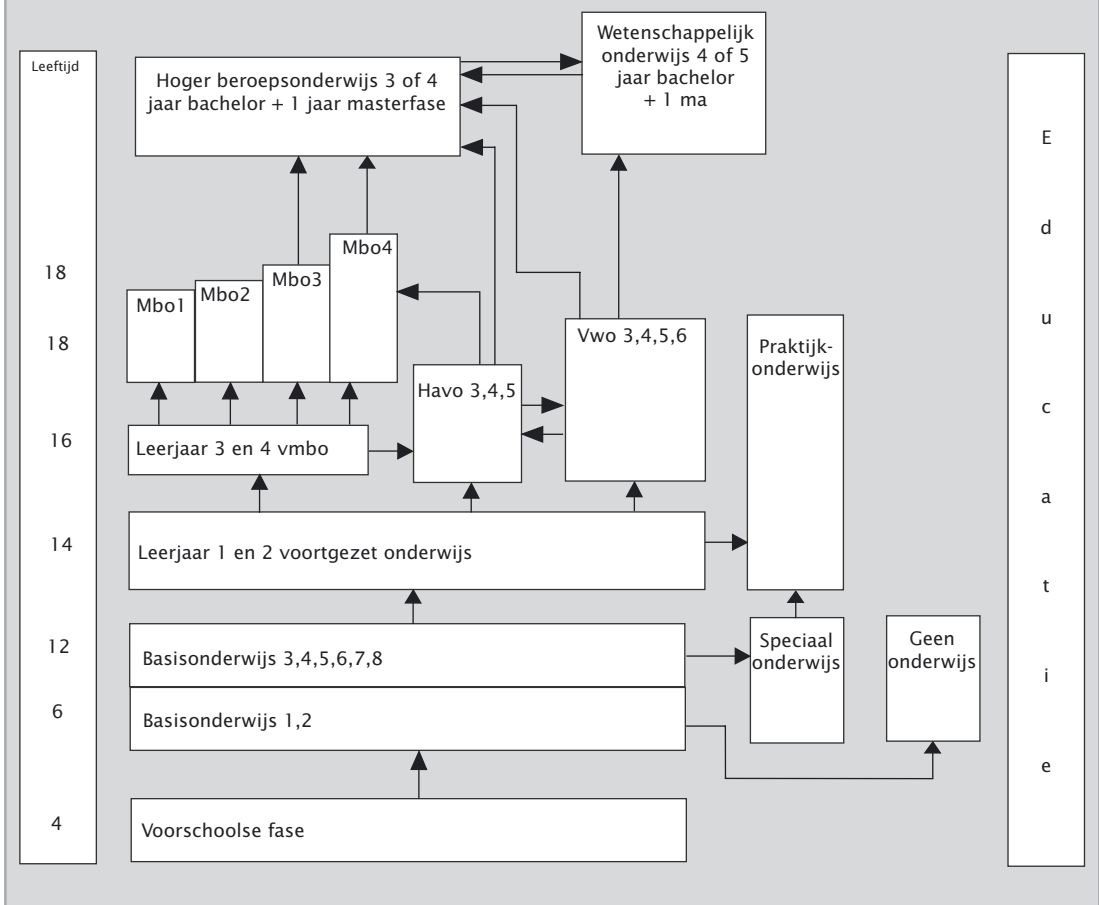 Leeftijd
18
18
16
14
12
6
4
Hoger beroepsonderwijs 3 of 4
jaar bachelor + 1 jaar masterfase
Wetenschappelijk
onderwijs 4 of 5
jaar bachelor
+ 1 ma
Mbo1
Mbo2
Mbo3
Mbo4
Havo 3,4,5
Vwo 3,4,5,6
Praktijk-
onderwijs
Leerjaar 3 en 4 vmbo
Leerjaar 1 en 2 voortgezet onderwijs
Basisonderwijs 3,4,5,6,7,8
Speciaal
onderwijs
Geen
onderwijs
Basisonderwijs 1,2
Voorschoolse fase
E
d
u
c
a
t
i
e